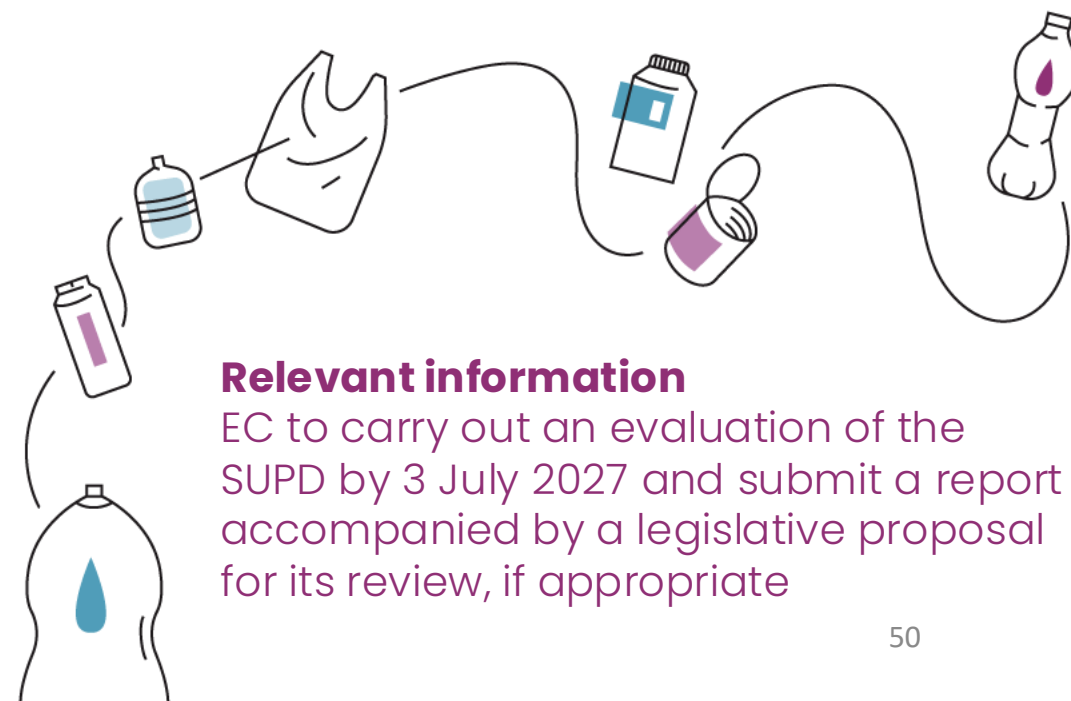 Relevant information
EC to carry out an evaluation of the
SUPD by 3 July 2027 and submit a report
accompanied by a legislative proposal
for its review, if appropriate
50